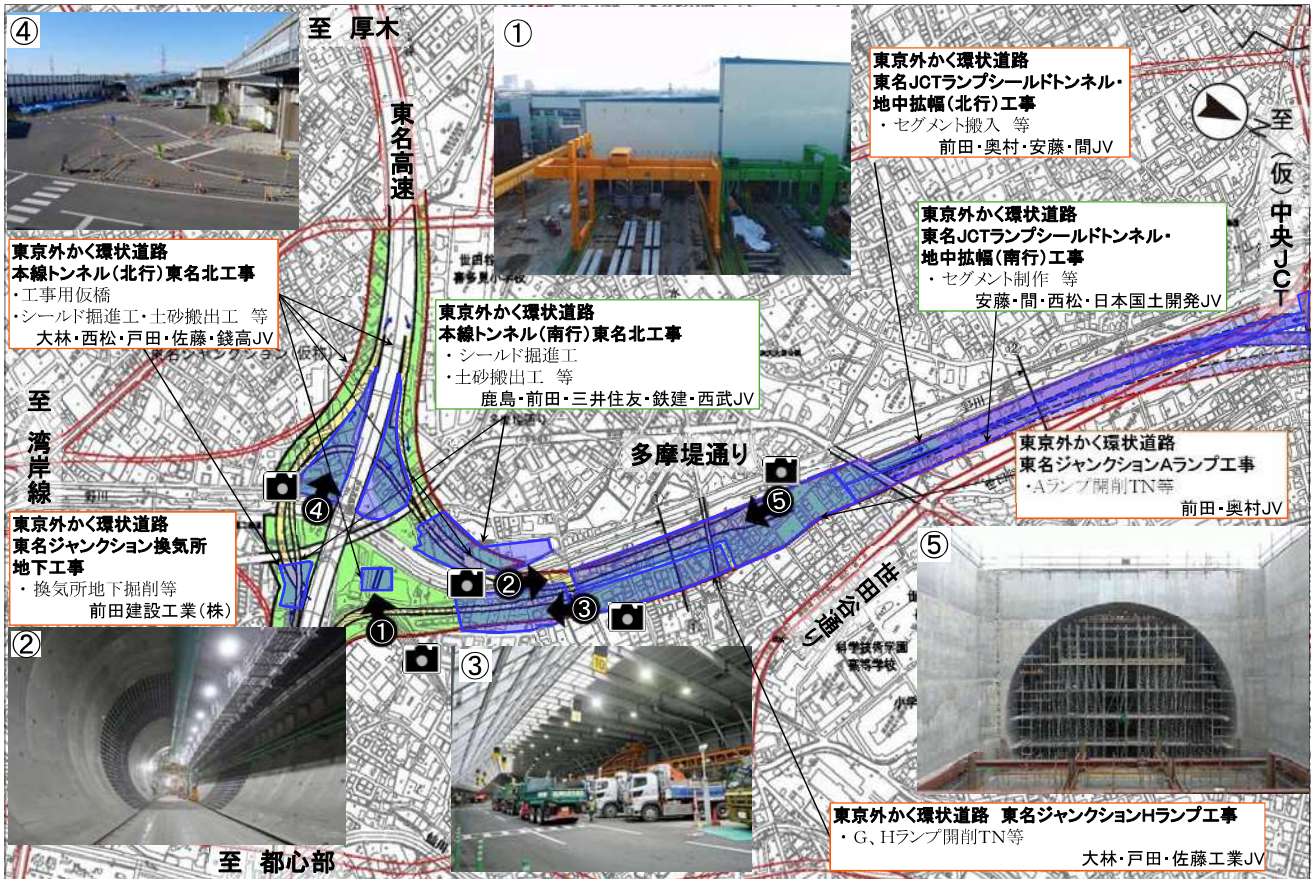 ④
至 厚木
①
東名高速
東京外かく環状道路
東名JCTランプシールドトンネル・
地中拡幅(北行)工事
・セグメント搬入 等
前田・奥村・安藤・間JV
至 (仮)中央JCT
東京外かく環状道路
東名JCTランプシールドトンネル・
地中拡幅(南行)工事
・セグメント制作 等
安藤・間・西松・日本国土開発JV
東京外かく環状道路
本線トンネル(北行)東名北工事
・工事用仮橋
・シールド掘進工・土砂搬出工 等
大林・西松・戸田・佐藤・錢高JV
東京外かく環状道路
本線トンネル(南行)東名北工事
・シールド掘進工
・土砂搬出工 等
鹿島・前田・三井住友・鉄建・西武JV
至 湾岸線
多摩堤通り
東京外かく環状道路
東名ジャンクションAランプ工事
・Aランプ開削TN等
前田・奥村JV
野川
④
⑤
東京外かく環状道路
東名ジャンクション換気所
地下工事
・換気所地下掘削等
前田建設工業(株)
②
③
①
世田谷通り
科学技術学園
高等学校
⑤
②
③
10
東京外かく環状道路 東名ジャンクションHランプ工事
・G、Hランプ開削TN等
大林・戸田・佐藤工業JV
至 都心部